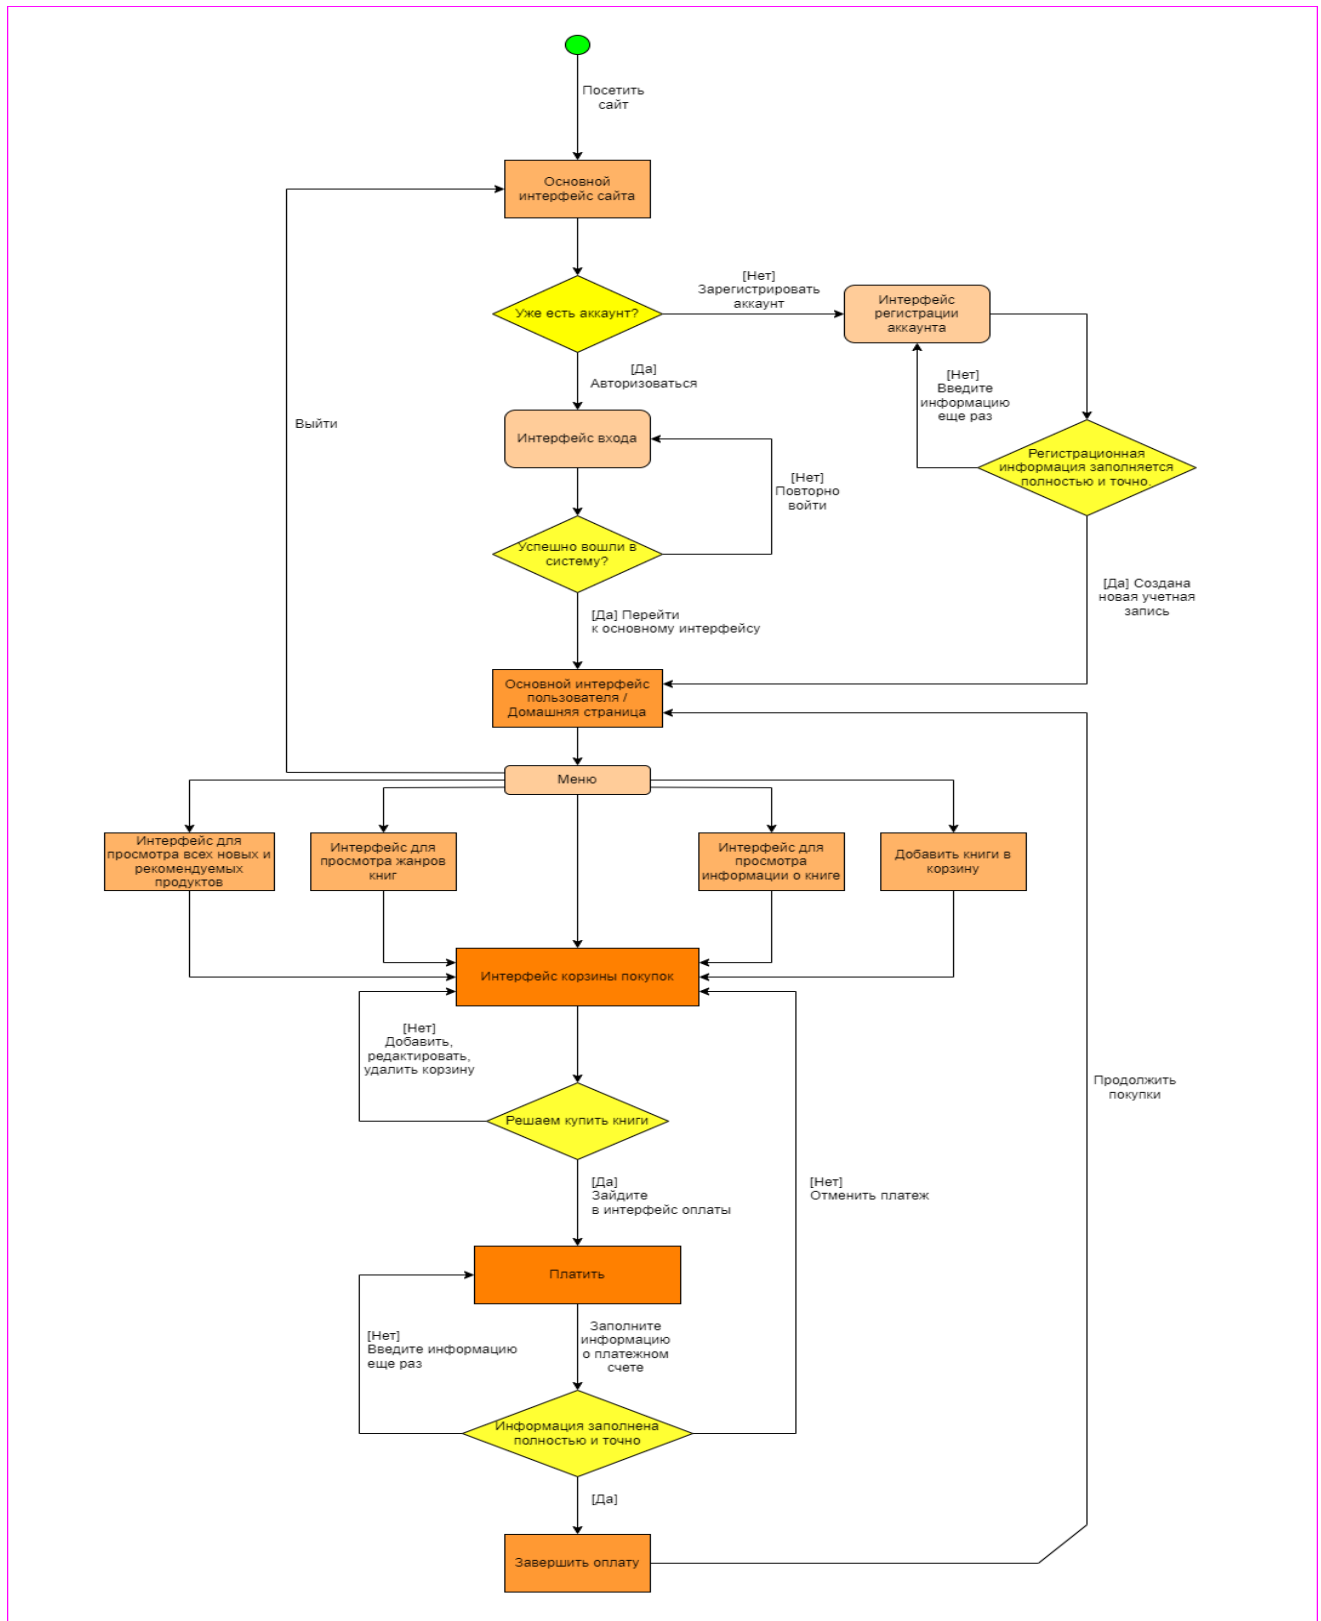 Посетить
сайт
Основной
интерфейс сайта
Уже есть аккаунт?
[Нет]
Зарегистрировать
аккаунт
Интерфейс
регистрации
аккаунта
[Да]
Авторизоваться
[Нет]
Введите
информацию
еще раз
Выйти
Интерфейс входа
Регистрационная
информация заполняется
полностью и точно.
[Нет]
Повторно
войти
Успешно вошли в
систему?
[Да] Создана
новая учетная
запись
[Да] Перейти
к основному интерфейсу
Основной интерфейс
пользователя /
Домашняя страница
Меню
Интерфейс для
просмотра всех новых и
рекомендуемых
продуктов
Интерфейс для
просмотра жанров
книг
Интерфейс для
просмотра
информации о книге
Добавить книги в
корзину
Интерфейс корзины покупок
[Нет]
Добавить,
редактировать,
удалить корзину
Продолжить
покупки
Решаем купить книги
[Да]
Зайдите
в интерфейс оплаты
[Нет]
Отменить платеж
Платить
[Нет]
Введите информацию
еще раз
Заполните
информацию
о платежном
счете
Информация заполнена
полностью и точно
[Да]
Завершить оплату